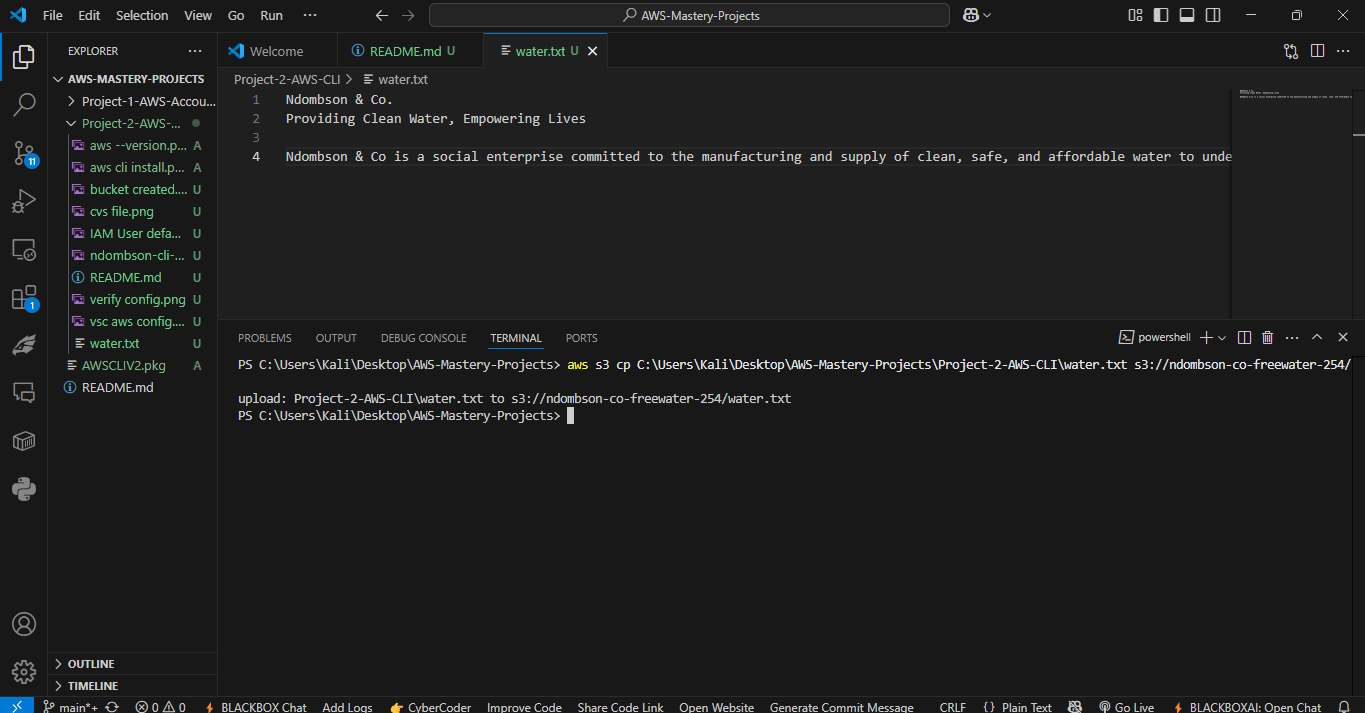 File Edit Selection View Go Run ··· AWS-Mastery-Projects
EXPLORER ···
AWS-MASTERY-PROJECTS
Project-1-AWS-Accou...
Project-2-AWS-...
aws --version.p... A
aws cli install.p... A
bucket created.... U
cvs file.png U
IAM User defa... U
ndombson-cli-... U
README.md U
verify config.png U
vsc aws config.... U
water.txt U
AWSCLIV2.pkg A
README.md
OUTLINE
TIMELINE
11
1
Welcome README.md U water.txt U
Project-2-AWS-CLI > water.txt
1 Ndombson & Co.
2 Providing Clean Water, Empowering Lives
3
4 Ndombson & Co is a social enterprise committed to the manufacturing and supply of clean, safe, and affordable water to unde
PROBLEMS OUTPUT DEBUG CONSOLE TERMINAL PORTS powershell
PS C:\Users\Kali\Desktop\AWS-Mastery-Projects> aws s3 cp C:\Users\Kali\Desktop\AWS-Mastery-Projects\Project-2-AWS-CLI\water.txt s3://ndombson-co-freewater-254/
upload: Project-2-AWS-CLI\water.txt to s3://ndombson-co-freewater-254/water.txt
PS C:\Users\Kali\Desktop\AWS-Mastery-Projects>
main*+ 0 0 BLACKBOX Chat Add Logs CyberCoder Improve Code Share Code Link Open Website Generate Commit Message CRLF {} Plain Text Go Live BLACKBOXAI: Open Chat